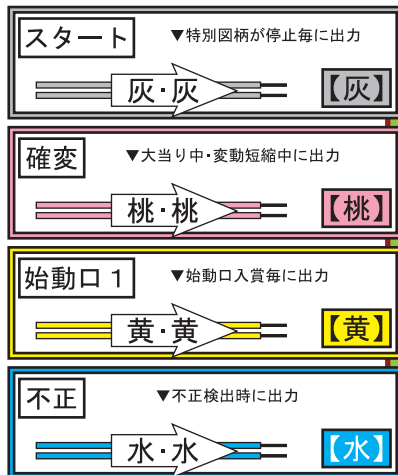 スタート ▼特別図柄が停止毎に出力
灰・灰 【灰】
確変 ▼大当り中・変動短縮中に出力
桃・桃 【桃】
始動口1 ▼始動口入賞毎に出力
黄・黄 【黄】
不正 ▼不正検出時に出力
水・水 【水】